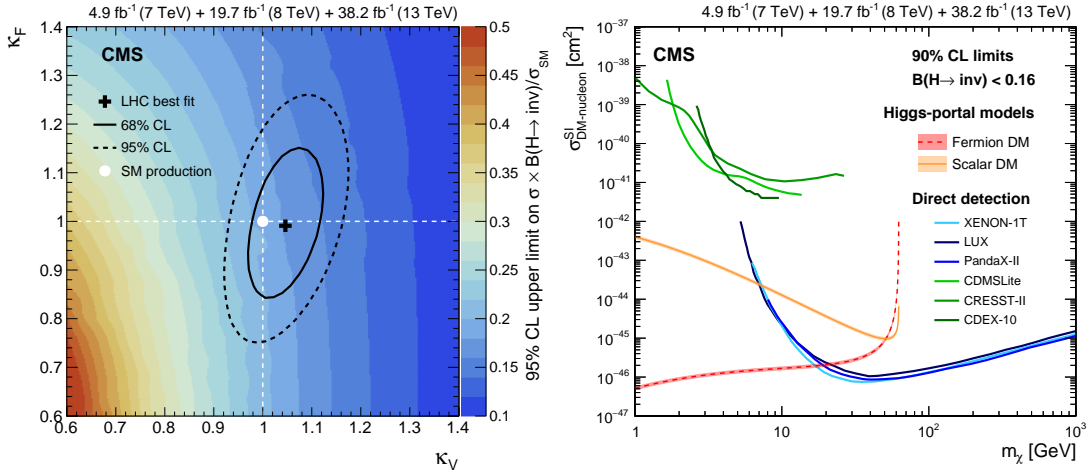 4.9 fb⁻¹ (7 TeV) + 19.7 fb⁻¹ (8 TeV) + 38.2 fb⁻¹ (13 TeV)
κ_F
1.4
1.3
1.2
1.1
1
0.9
0.8
0.7
0.6
CMS
LHC best fit
68% CL
95% CL
SM production
0.6 0.7 0.8 0.9 1 1.1 1.2 1.3 1.4
κ_V
0.5
0.45
0.4
0.35
0.3
0.25
0.2
0.15
0.1
95% CL upper limit on σ × B(H→ inv)/σ_SM
4.9 fb⁻¹ (7 TeV) + 19.7 fb⁻¹ (8 TeV) + 38.2 fb⁻¹ (13 TeV)
σ^SI_DM-nucleon [cm²]
10⁻³⁷
10⁻³⁸
10⁻³⁹
10⁻⁴⁰
10⁻⁴¹
10⁻⁴²
10⁻⁴³
10⁻⁴⁴
10⁻⁴⁵
10⁻⁴⁶
10⁻⁴⁷
CMS
90% CL limits
B(H→ inv) < 0.16
Higgs-portal models
Fermion DM
Scalar DM
Direct detection
XENON-1T
LUX
PandaX-II
CDMSLite
CRESST-II
CDEX-10
1 10 10² 10³
m_χ [GeV]